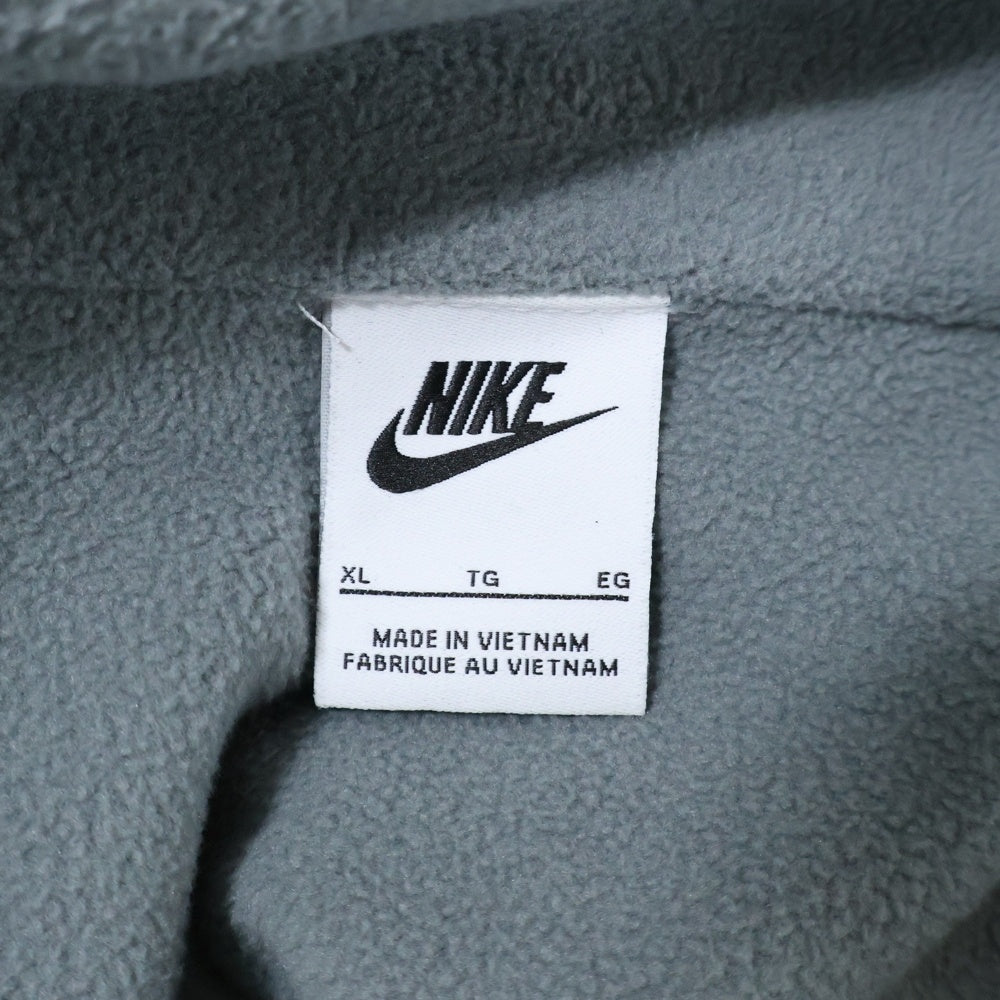 NIKE
XL TG EG
MADE IN VIETNAM
FABRIQUE AU VIETNAM